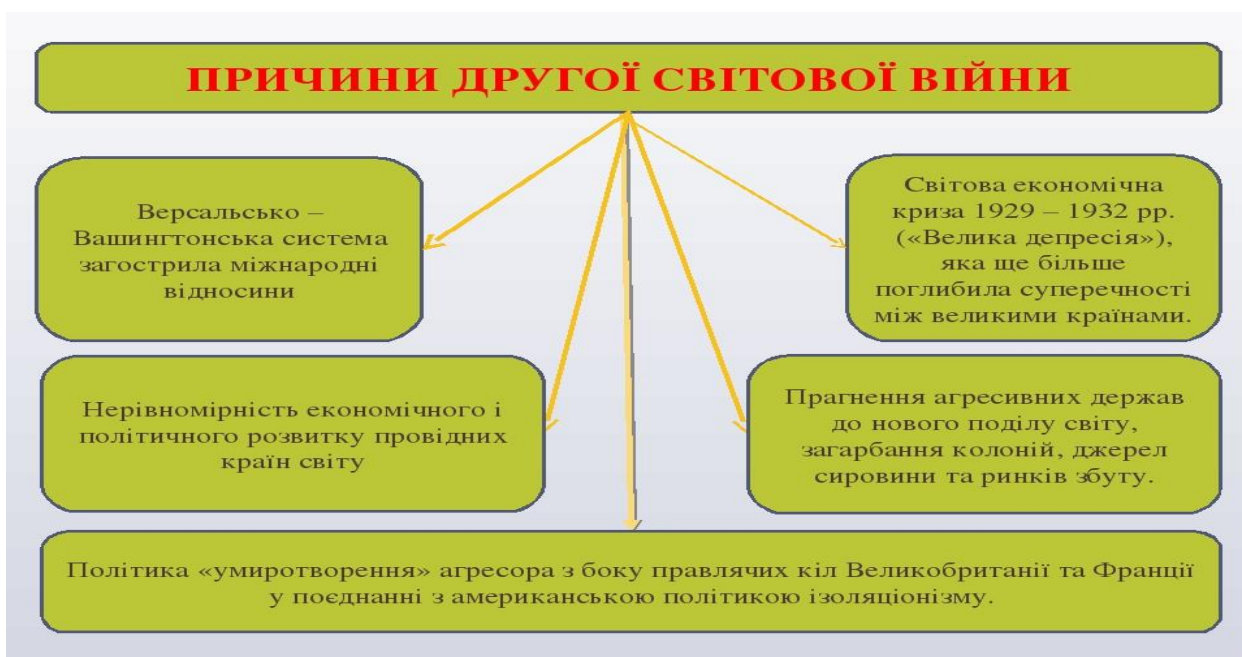 ПРИЧИНИ ДРУГОЇ СВІТОВОЇ ВІЙНИ
Версальсько –
Вашингтонська система
загострила міжнародні
відносини
Світова економічна
криза 1929 – 1932 рр.
(«Велика депресія»),
яка ще більше
поглибила суперечності
між великими країнами.
Нерівномірність економічного і
політичного розвитку провідних
країн світу
Прагнення агресивних держав
до нового поділу світу,
загарбання колоній, джерел
сировини та ринків збуту.
Політика «умиротворення» агресора з боку правлячих кіл Великобританії та Франції
у поєднанні з американською політикою ізоляціонізму.